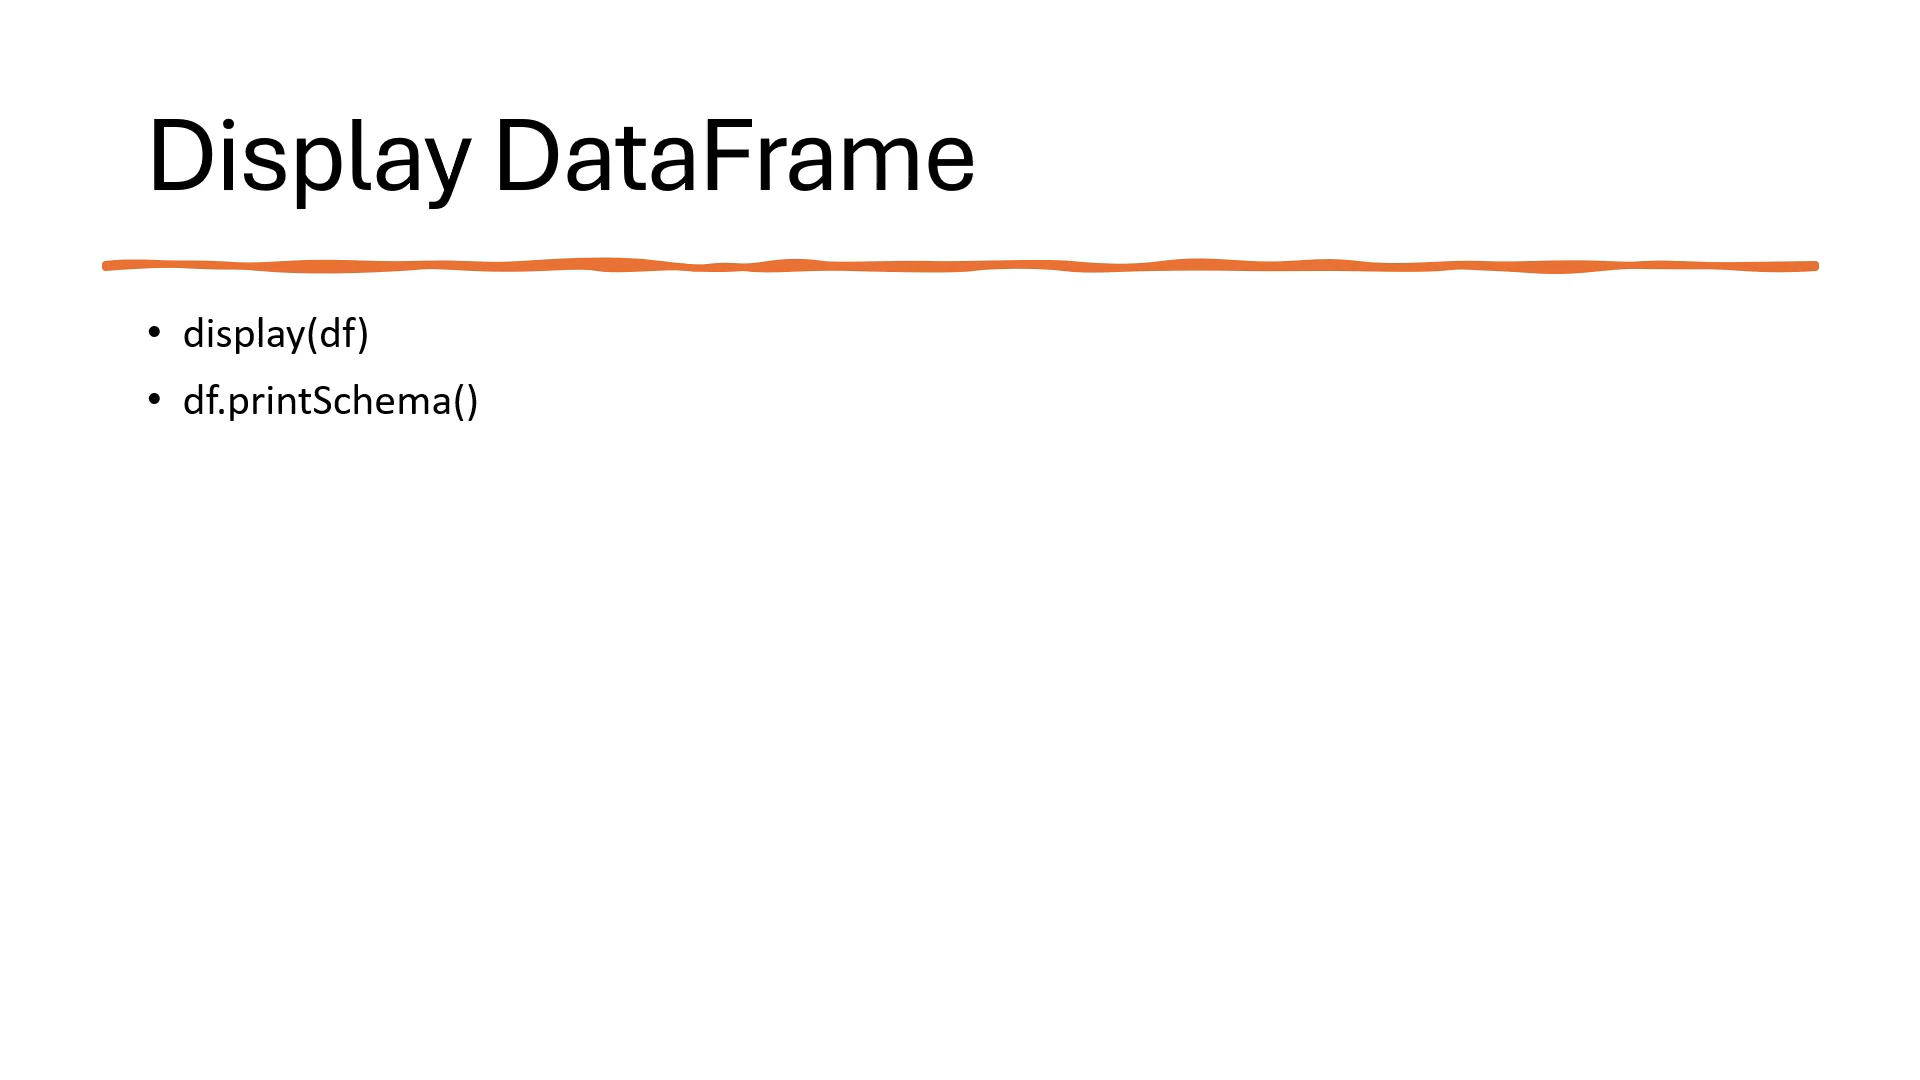 Display DataFrame
• display(df)
• df.printSchema()